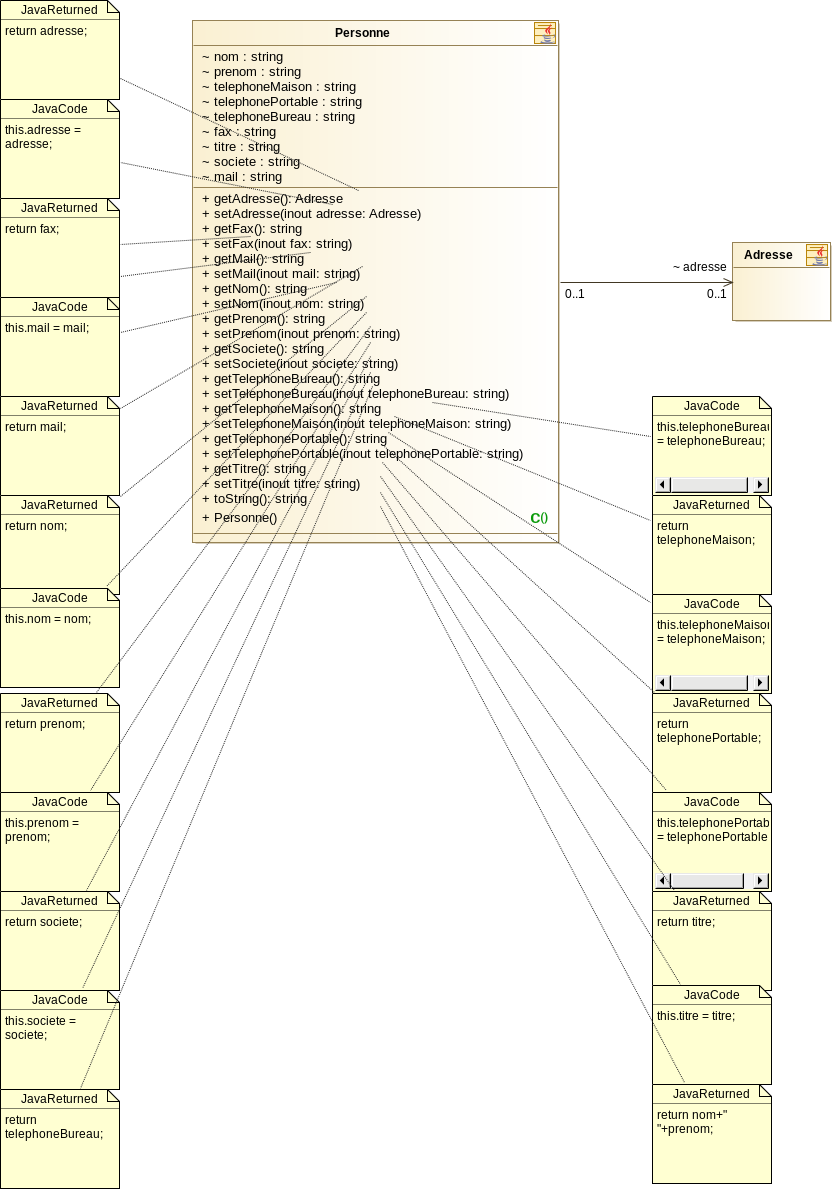 JavaReturned
return adresse;
JavaCode
this.adresse =
adresse;
JavaReturned
return fax;
JavaCode
this.mail = mail;
JavaReturned
return mail;
JavaReturned
return nom;
JavaCode
this.nom = nom;
JavaReturned
return prenom;
JavaCode
this.prenom =
prenom;
JavaReturned
return societe;
JavaCode
this.societe =
societe;
JavaReturned
return
telephoneBureau;
Personne
~ nom : string
~ prenom : string
~ telephoneMaison : string
~ telephonePortable : string
~ telephoneBureau : string
~ fax : string
~ titre : string
~ societe : string
~ mail : string
+ getAdresse(): Adresse
+ setAdresse(inout adresse: Adresse)
+ getFax(): string
+ setFax(inout fax: string)
+ getMail(): string
+ setMail(inout mail: string)
+ getNom(): string
+ setNom(inout nom: string)
+ getPrenom(): string
+ setPrenom(inout prenom: string)
+ getSociete(): string
+ setSociete(inout societe: string)
+ getTelephoneBureau(): string
+ setTelephoneBureau(inout telephoneBureau: string)
+ getTelephoneMaison(): string
+ setTelephoneMaison(inout telephoneMaison: string)
+ getTelephonePortable(): string
+ setTelephonePortable(inout telephonePortable: string)
+ getTitre(): string
+ setTitre(inout titre: string)
+ toString(): string
+ Personne()
C()
~ adresse
0..1
0..1
Adresse
JavaCode
this.telephoneBureau
= telephoneBureau;
JavaReturned
return
telephoneMaison;
JavaCode
this.telephoneMaison
= telephoneMaison;
JavaReturned
return
telephonePortable;
JavaCode
this.telephonePortab
= telephonePortable
JavaReturned
return titre;
JavaCode
this.titre = titre;
JavaReturned
return nom+"
"+prenom;